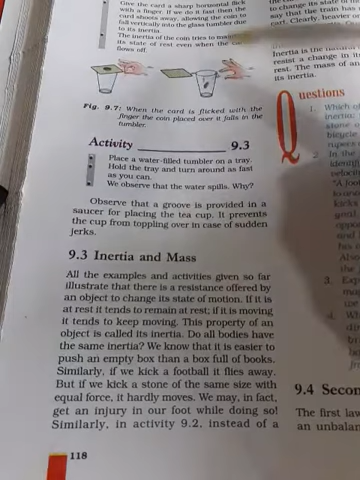 Give the card a sharp horizontal flick
with a finger. If we do it fast then the
card shoots away, allowing the coin to
fall vertically into the glass tumbler due
to its inertia.
The inertia of the coin tries to
its state of rest even when the
flows off.
Fig. 9.7: When the card is flicked with the
finger the coin placed over it falls in the
tumbler.
Activity 9.3
Place a water-filled tumbler on a tray.
Hold the tray and turn around as fast
as you can.
We observe that the water spills. Why?
Observe that a groove is provided in a
saucer for placing the tea cup. It prevents
the cup from toppling over in case of sudden
jerks.
9.3 Inertia and Mass
All the examples and activities given so far
illustrate that there is a resistance offered by
an object to change its state of motion. If it is
at rest it tends to remain at rest; if it is moving
it tends to keep moving. This property of an
object is called its inertia. Do all bodies have
the same inertia? We know that it is easier to
push an empty box than a box full of books.
Similarly, if we kick a football it flies away.
But if we kick a stone of the same size with
equal force, it hardly moves. We may, in fact,
get an injury in our foot while doing so!
Similarly, in activity 9.2, instead of a
118
to change its state of
say that the train has
cart. Clearly, heavier
Inertia is the
resist a change in its
rest. The mass of an
its inertia.
Questions
1. Which of
inertia:
stone
bicycle
rupees
2. In the
identify
velocity
"A foot
kicks
goal
and
his
Also
the
3.
4.
9.4 Secon
The first law
an unbalan